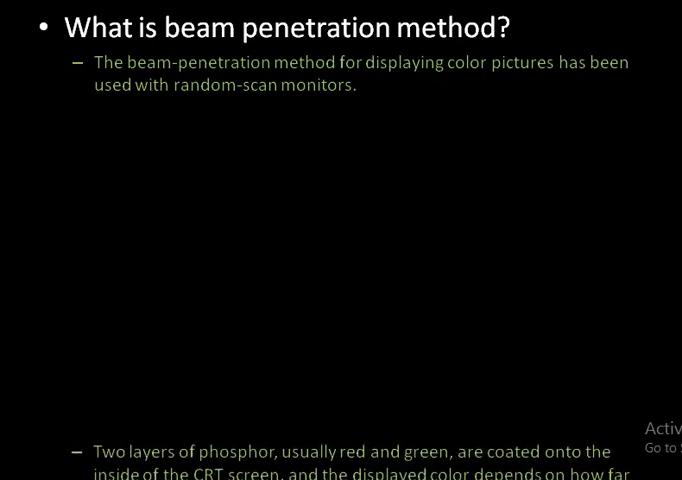 • What is beam penetration method?
– The beam-penetration method for displaying color pictures has been
used with random-scan monitors.
Activ
Go to S
– Two layers of phosphor, usually red and green, are coated onto the
inside of the CRT screen, and the displayed color depends on how far